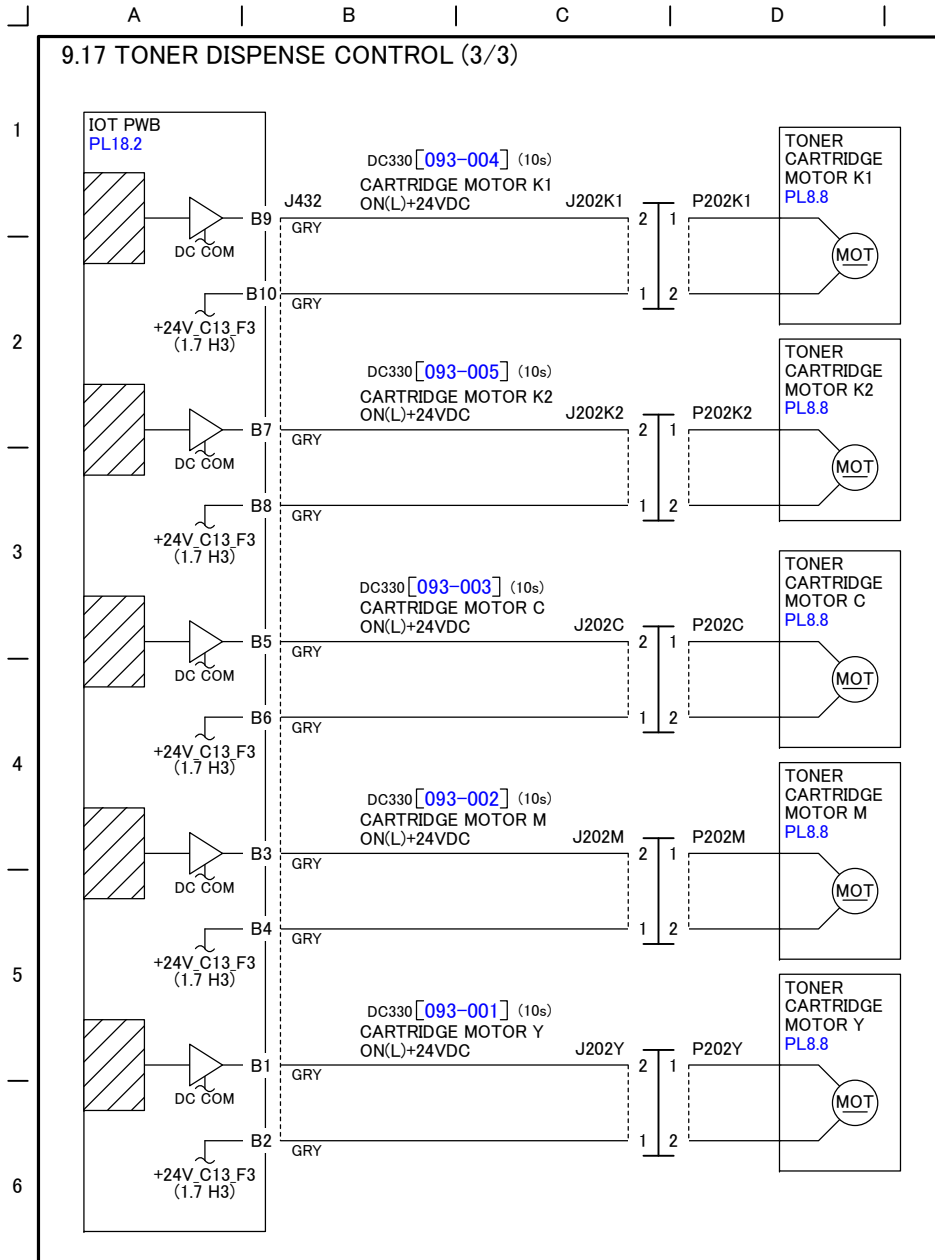 A B C D
9.17 TONER DISPENSE CONTROL (3/3)
1
IOT PWB
PL18.2
DC330 [093-004] (10s)
CARTRIDGE MOTOR K1
ON(L)+24VDC
J432
J202K1
P202K1
TONER
CARTRIDGE
MOTOR K1
PL8.8
B9
GRY
2 1
MOT
DC COM
B10
GRY
1 2
+24V_C13_F3
(1.7 H3)
2
DC330 [093-005] (10s)
CARTRIDGE MOTOR K2
ON(L)+24VDC
J202K2
P202K2
TONER
CARTRIDGE
MOTOR K2
PL8.8
B7
GRY
2 1
MOT
DC COM
B8
GRY
1 2
+24V_C13_F3
(1.7 H3)
3
DC330 [093-003] (10s)
CARTRIDGE MOTOR C
ON(L)+24VDC
J202C
P202C
TONER
CARTRIDGE
MOTOR C
PL8.8
B5
GRY
2 1
MOT
DC COM
B6
GRY
1 2
+24V_C13_F3
(1.7 H3)
4
DC330 [093-002] (10s)
CARTRIDGE MOTOR M
ON(L)+24VDC
J202M
P202M
TONER
CARTRIDGE
MOTOR M
PL8.8
B3
GRY
2 1
MOT
DC COM
B4
GRY
1 2
+24V_C13_F3
(1.7 H3)
5
DC330 [093-001] (10s)
CARTRIDGE MOTOR Y
ON(L)+24VDC
J202Y
P202Y
TONER
CARTRIDGE
MOTOR Y
PL8.8
B1
GRY
2 1
MOT
DC COM
B2
GRY
1 2
+24V_C13_F3
(1.7 H3)
6